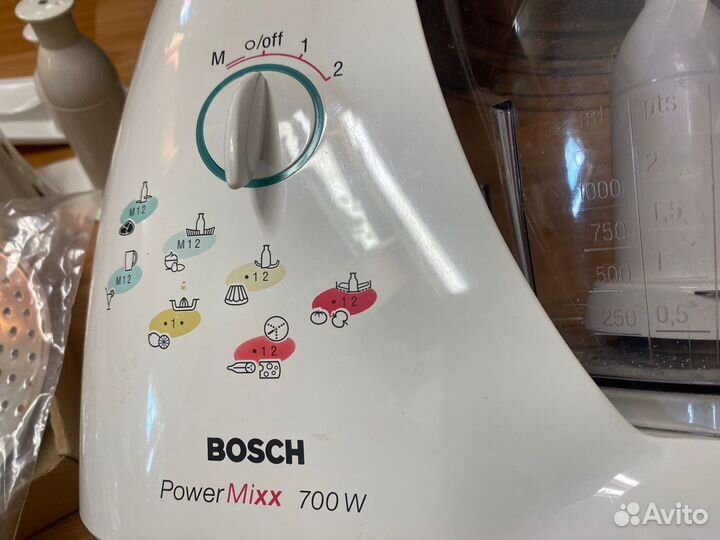 M o/off 1 2
M 1 2
M 1 2
M 1 2
• 1 2
• 1 2
• 1 •
• 1 2
BOSCH
PowerMixx 700 W
ml pts
2
1000
1,5
750
1
500
250 0,5
Avito